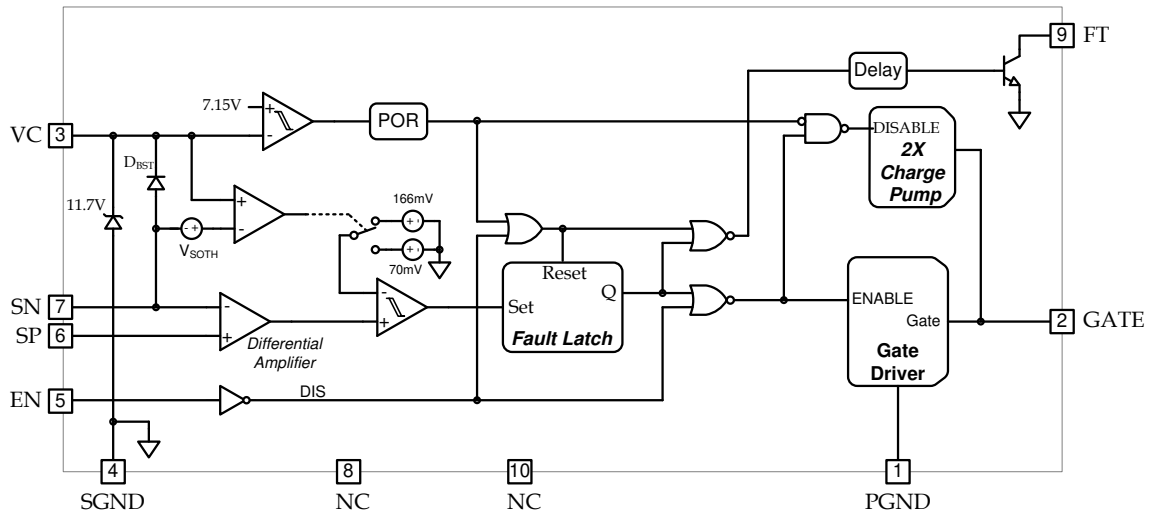 9 FT
Delay
7.15V
+
-
POR
VC 3
DISABLE
2X
Charge
Pump
DBST
11.7V
+
-
- +
VSOTH
166mV
+ -
+ -
70mV
Reset
Set
Q
Fault Latch
SN 7
SP 6
-
+
Differential
Amplifier
-
+
ENABLE
Gate
Gate
Driver
2 GATE
EN 5
DIS
4
SGND
8
NC
10
NC
1
PGND